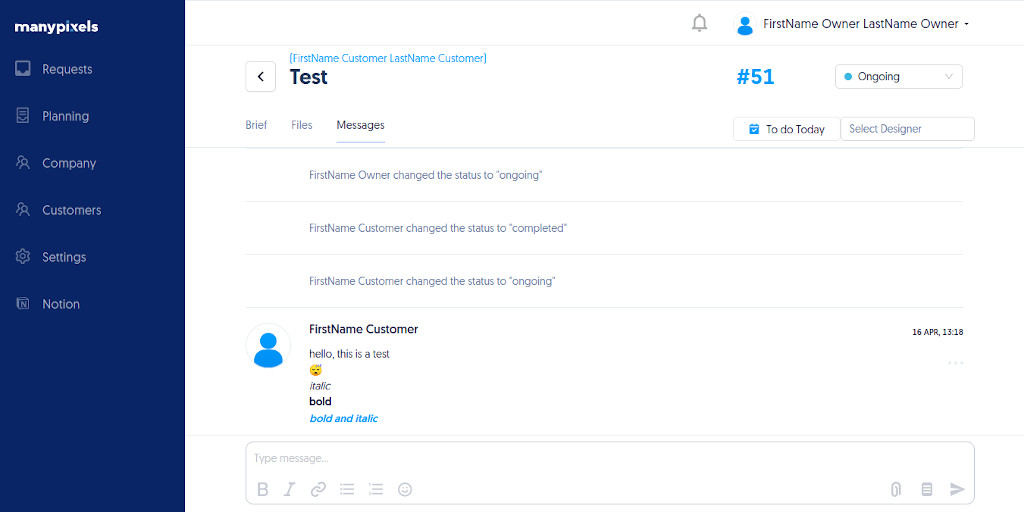 manypixels
FirstName Owner LastName Owner
Requests
Planning
Company
Customers
Settings
Notion
(FirstName Customer LastName Customer)
Test
#51
Ongoing
Brief
Files
Messages
To do Today
Select Designer
FirstName Owner changed the status to "ongoing"
FirstName Customer changed the status to "completed"
FirstName Customer changed the status to "ongoing"
FirstName Customer
16 APR, 13:18
hello, this is a test
😴
italic
bold
bold and italic
Type message...